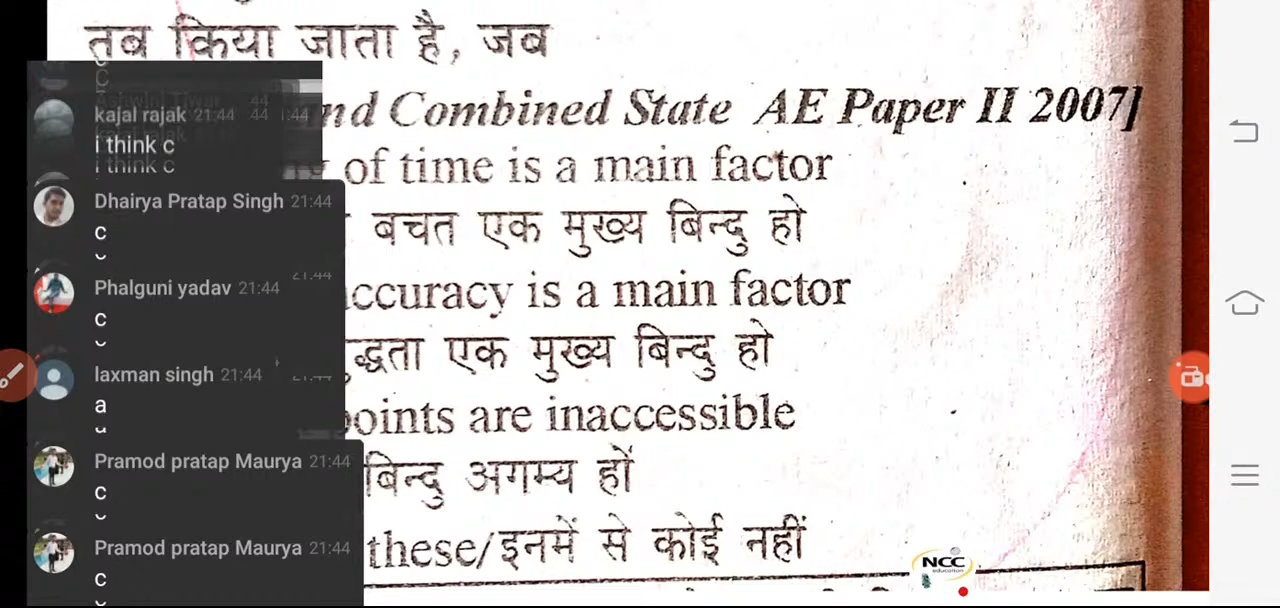 तब किया जाता है, जब
nd Combined State AE Paper II 2007]
of time is a main factor
बचत एक मुख्य बिन्दु हो
ccuracy is a main factor
द्धता एक मुख्य बिन्दु हो
points are inaccessible
बिन्दु अगम्य हों
these/इनमें से कोई नहीं
kajal rajak 21:44
i think c
Dhairya Pratap Singh 21:44
c
Phalguni yadav 21:44
c
laxman singh 21:44
a
Pramod pratap Maurya 21:44
c
Pramod pratap Maurya 21:44
c
NCC
education